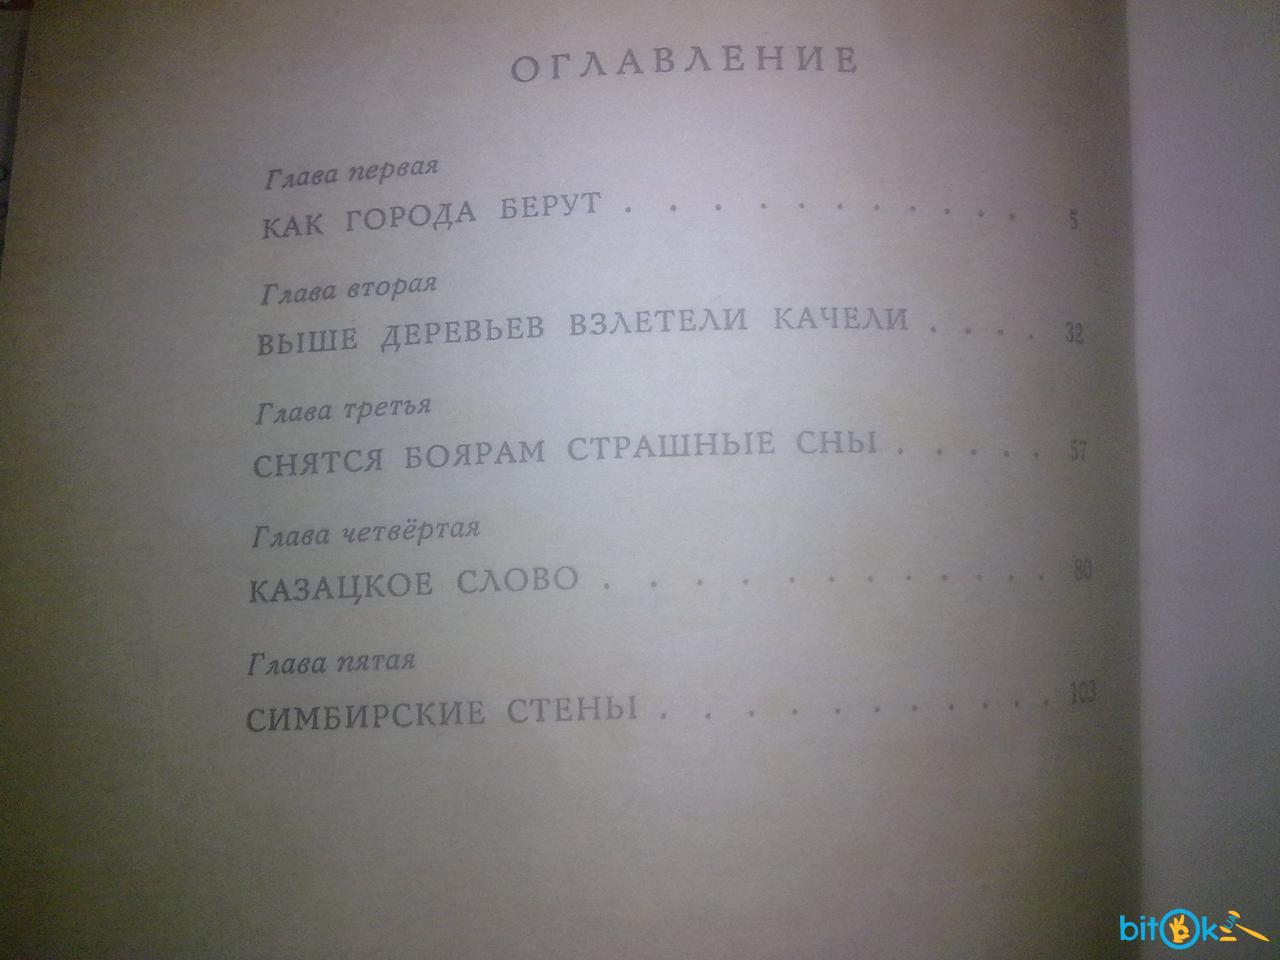 ОГЛАВЛЕНИЕ
Глава первая
КАК ГОРОДА БЕРУТ . . . . . . . . . . 5
Глава вторая
ВЫШЕ ДЕРЕВЬЕВ ВЗЛЕТЕЛИ КАЧЕЛИ . . . . 32
Глава третья
СНЯТСЯ БОЯРАМ СТРАШНЫЕ СНЫ . . . . . 57
Глава четвёртая
КАЗАЦКОЕ СЛОВО . . . . . . . . . . . 80
Глава пятая
СИМБИРСКИЕ СТЕНЫ . . . . . . . . . . 103
bitOk